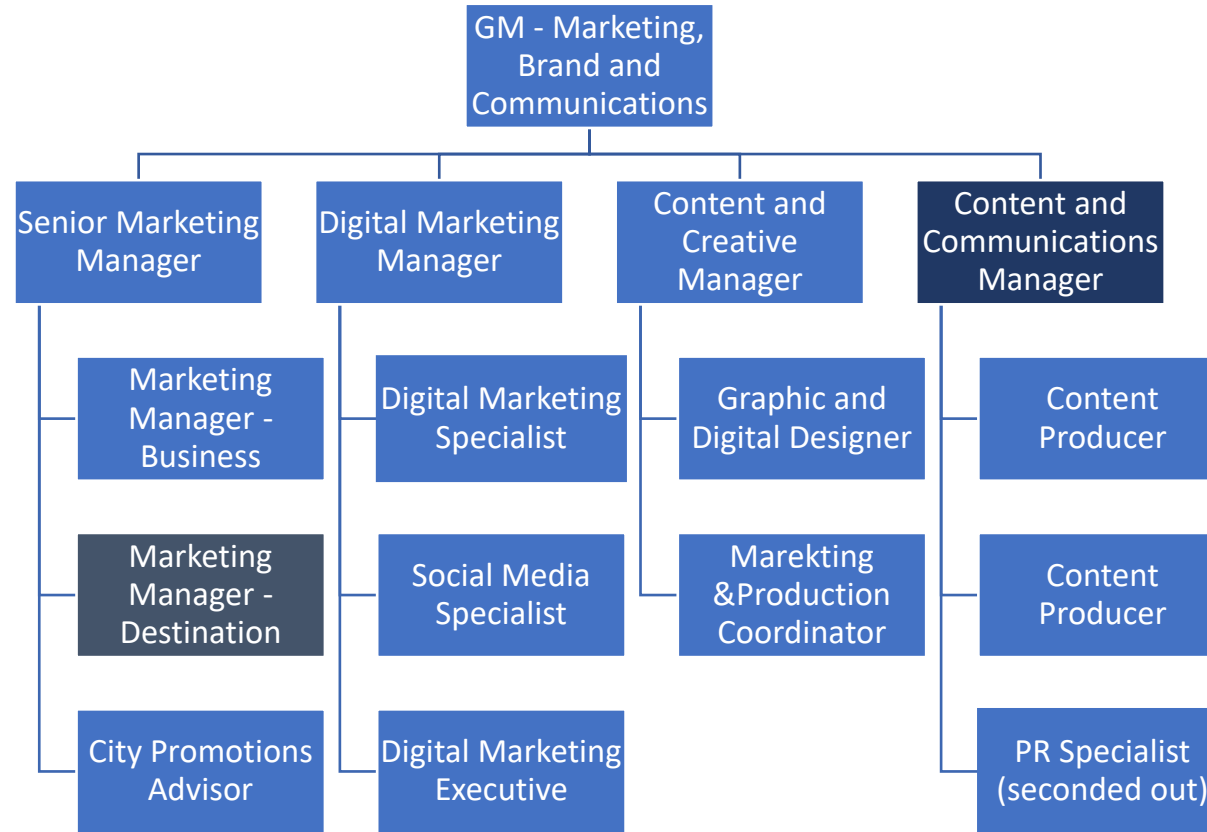 GM - Marketing,
Brand and
Communications
Senior Marketing
Manager
Digital Marketing
Manager
Content and
Creative
Manager
Content and
Communications
Manager
Marketing
Manager -
Business
Digital Marketing
Specialist
Graphic and
Digital Designer
Content
Producer
Marketing
Manager -
Destination
Social Media
Specialist
Marekting
&Production
Coordinator
Content
Producer
City Promotions
Advisor
Digital Marketing
Executive
PR Specialist
(seconded out)